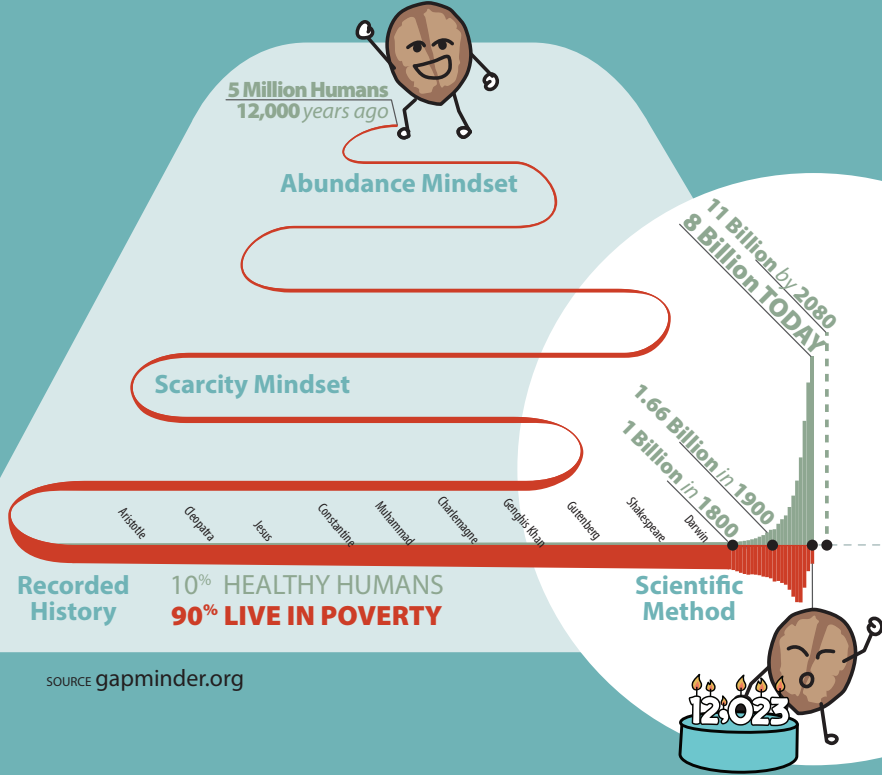 5 Million Humans
12,000 years ago
Abundance Mindset
11 Billion by 2080
8 Billion TODAY
Scarcity Mindset
1.66 Billion in 1900
1 Billion in 1800
Aristotle
Cleopatra
Jesus
Constantine
Muhammad
Charlemagne
Genghis Khan
Gutenberg
Shakespeare
Darwin
Recorded
History
10% HEALTHY HUMANS
90% LIVE IN POVERTY
Scientific
Method
SOURCE gapminder.org
12,023